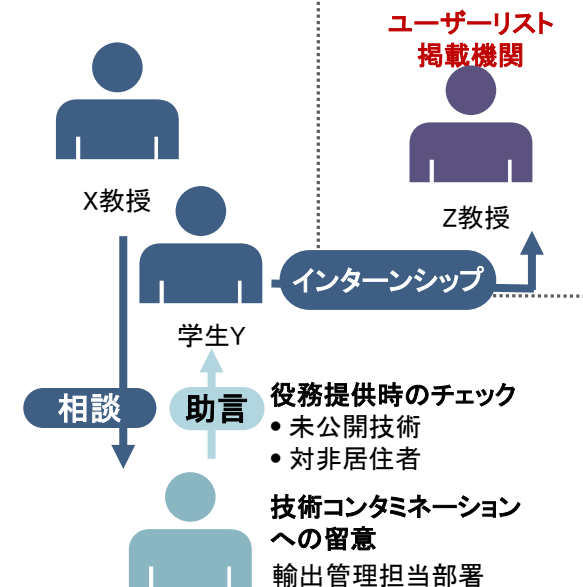 ユーザーリスト
掲載機関
X教授
Z教授
インターンシップ
学生Y
相談
助言
役務提供時のチェック
• 未公開技術
• 対非居住者
技術コンタミネーション
への留意
輸出管理担当部署